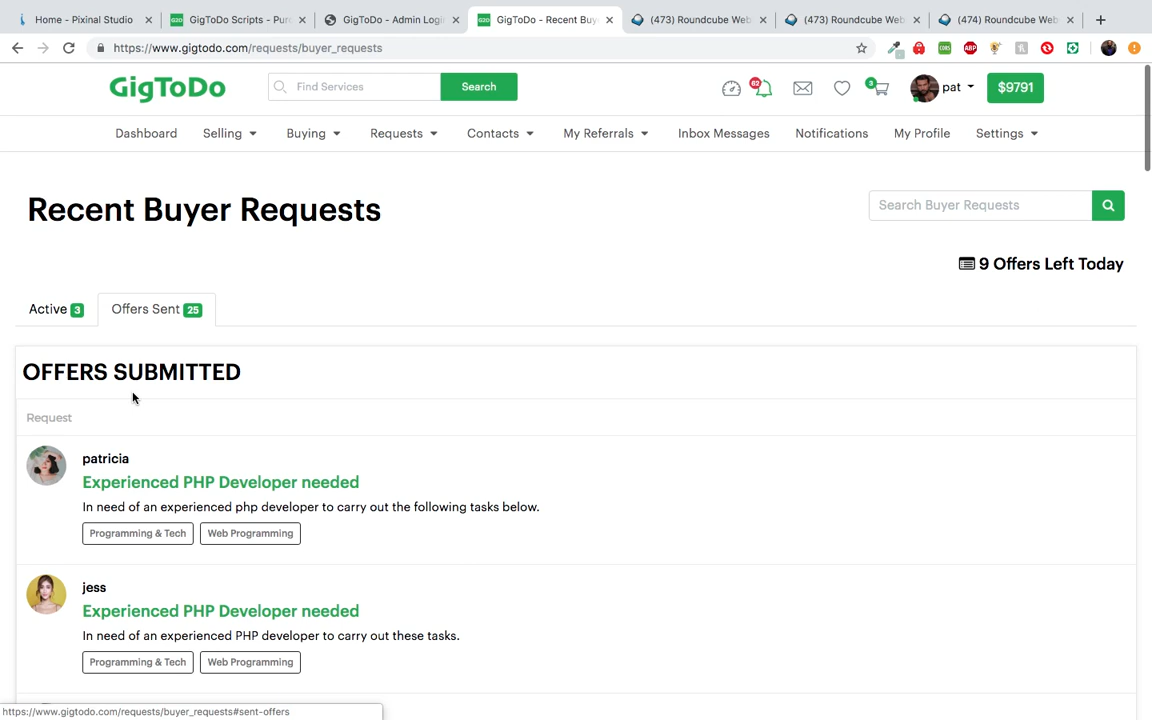 Home - Pixinal Studio
GigToDo Scripts - Pur
GigToDo - Admin Logi
GigToDo - Recent Buy
(473) Roundcube Web
(473) Roundcube Web
(474) Roundcube Web
https://www.gigtodo.com/requests/buyer_requests
GigToDo
Find Services
Search
62
3
pat
$9791
Dashboard
Selling
Buying
Requests
Contacts
My Referrals
Inbox Messages
Notifications
My Profile
Settings
Recent Buyer Requests
Search Buyer Requests
9 Offers Left Today
Active 3
Offers Sent 25
OFFERS SUBMITTED
Request
patricia
Experienced PHP Developer needed
In need of an experienced php developer to carry out the following tasks below.
Programming & Tech
Web Programming
jess
Experienced PHP Developer needed
In need of an experienced PHP developer to carry out these tasks.
Programming & Tech
Web Programming
https://www.gigtodo.com/requests/buyer_requests#sent-offers